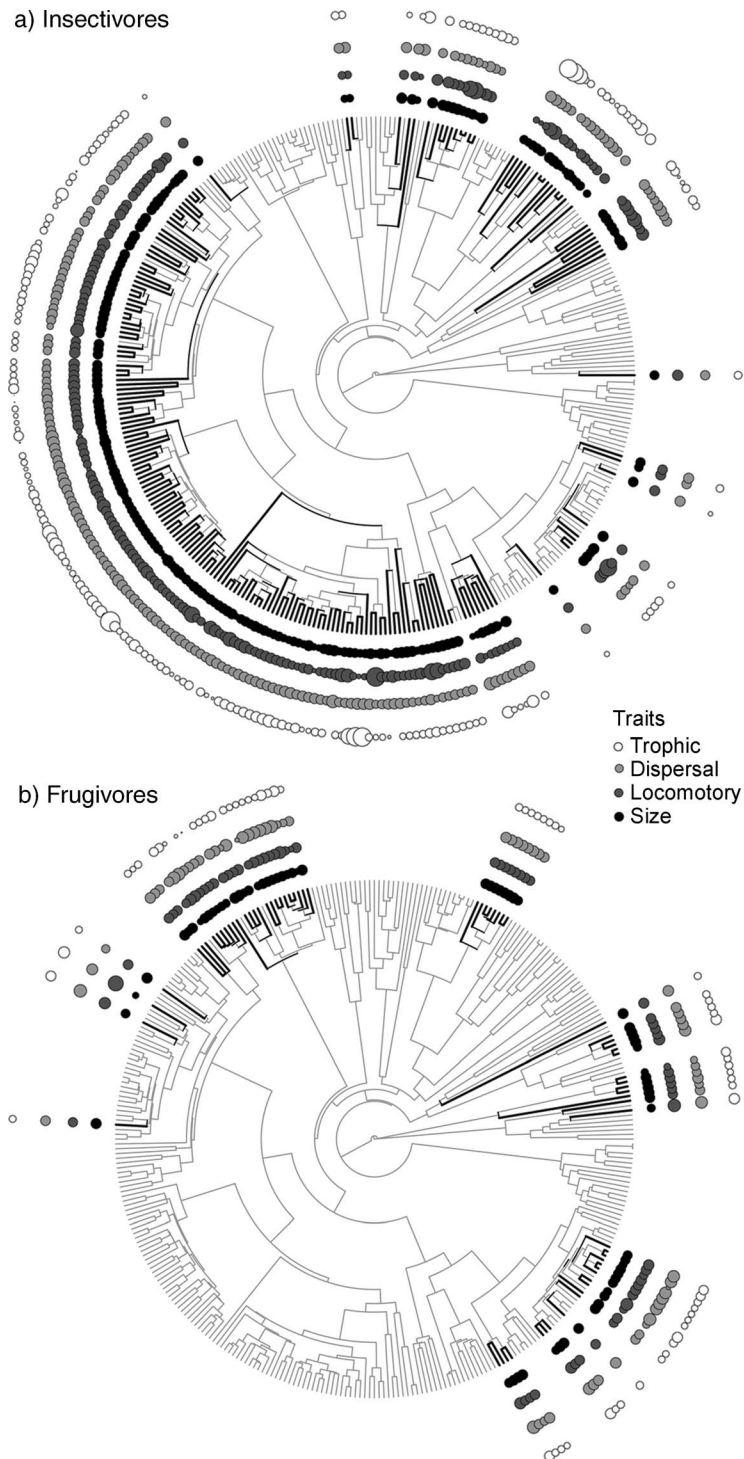 a) Insectivores
Traits
Trophic
Dispersal
Locomotory
Size
b) Frugivores